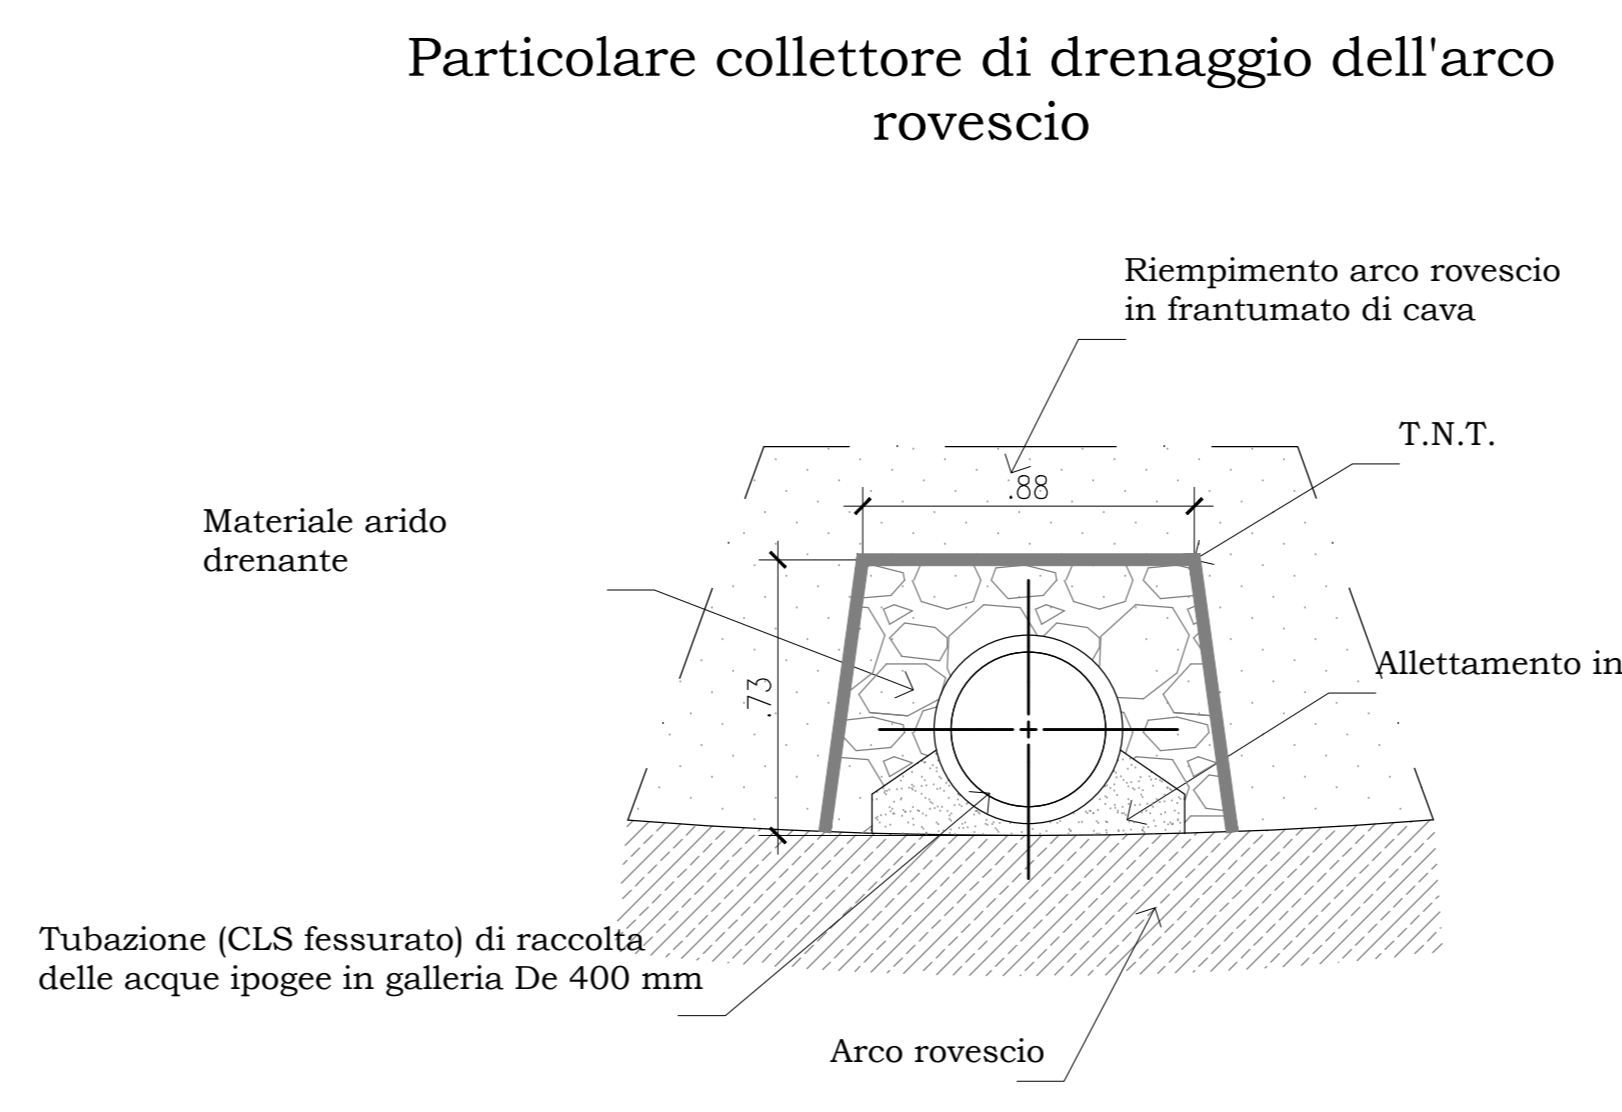 Particolare collettore di drenaggio dell'arco
rovescio
Riempimento arco rovescio
in frantumato di cava
T.N.T.
.88
Materiale arido
drenante
.73
Allettamento in
Tubazione (CLS fessurato) di raccolta
delle acque ipogee in galleria De 400 mm
Arco rovescio